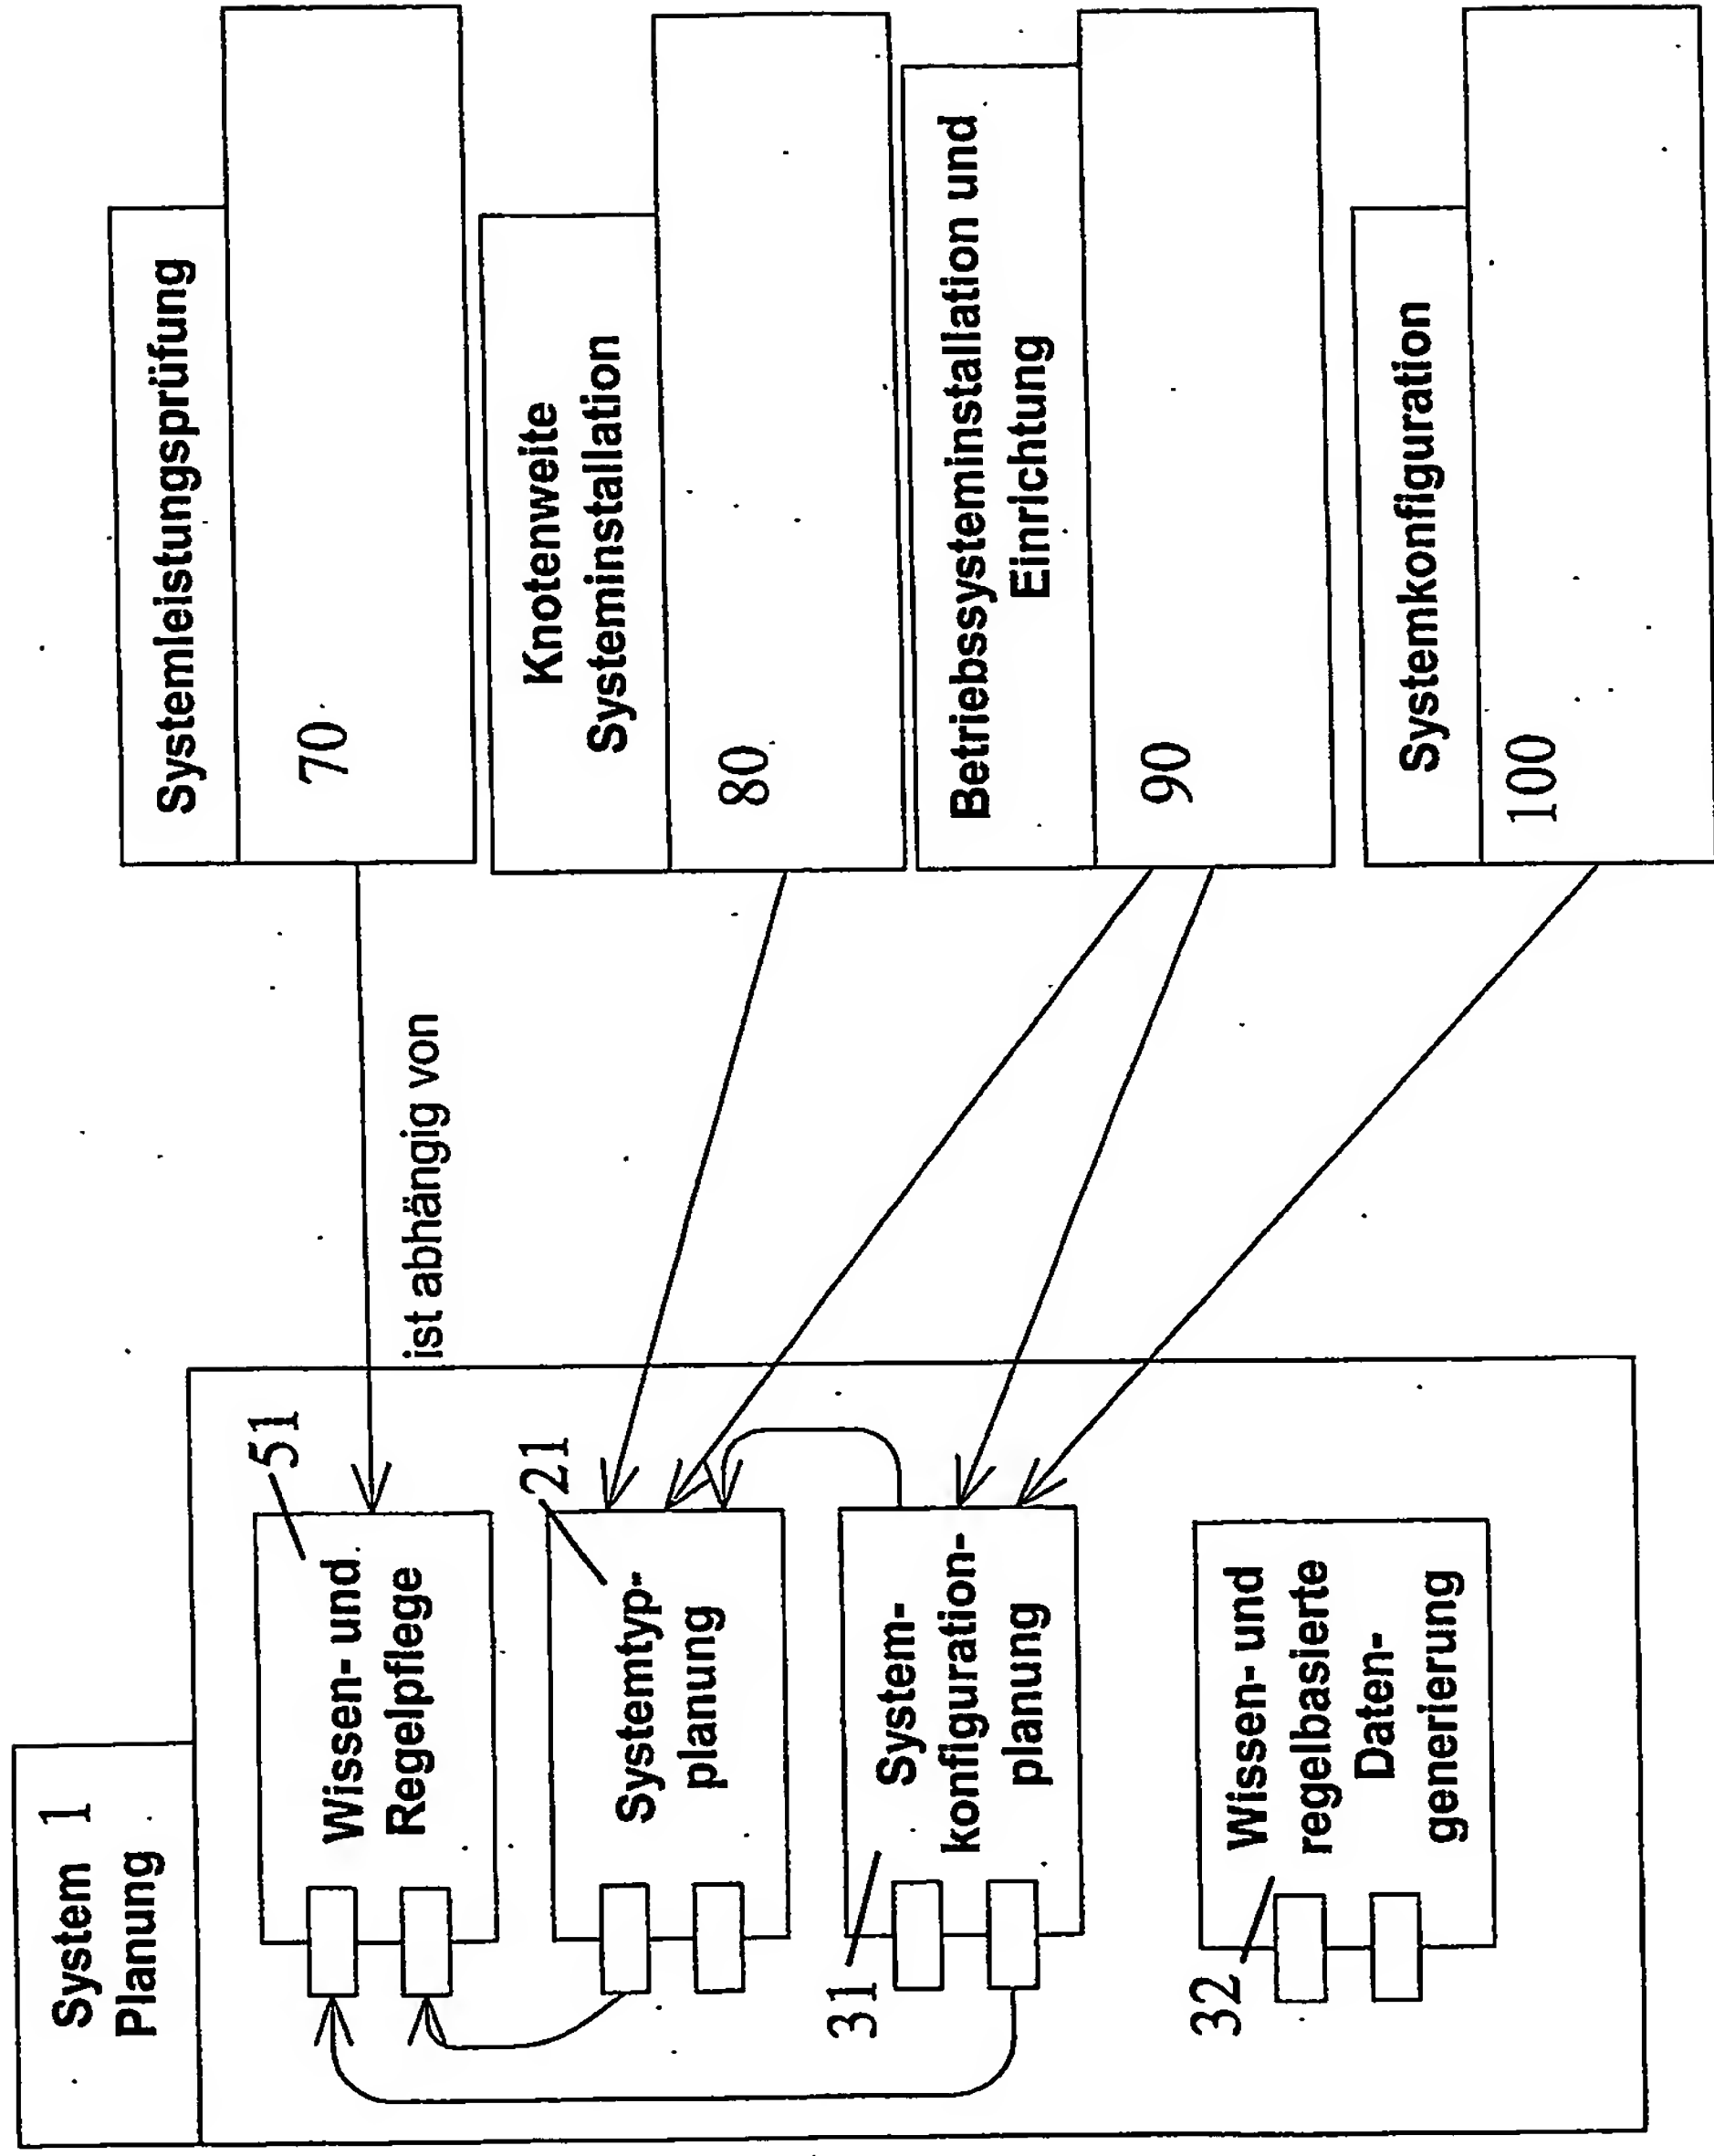 System 1
Planung
51
Wissen- und
Regelpflege
21
Systemtyp-
planung
31
System-
konfiguration-
planung
32
Wissen- und
regelbasierte
Daten-
generierung
ist abhängig von
Systemleistungsprüfung
70
Knotenweite
Systeminstallation
80
Betriebssysteminstallation und
Einrichtung
90
Systemkonfiguration
100